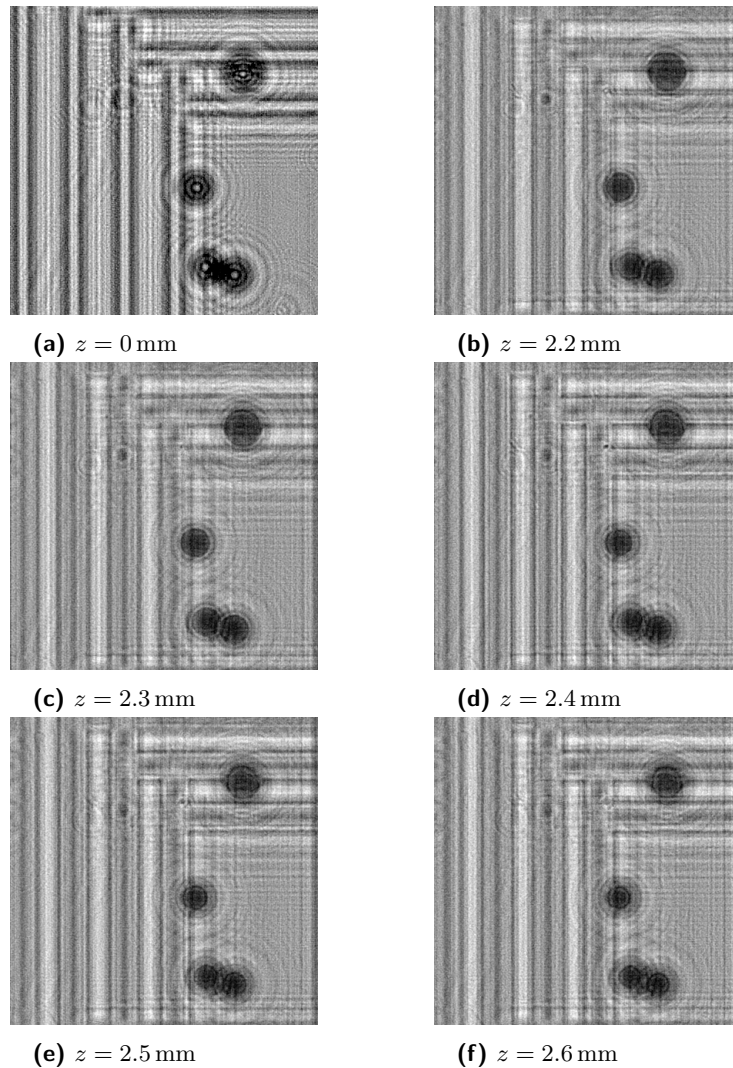 (a) z = 0 mm
(b) z = 2.2 mm
(c) z = 2.3 mm
(d) z = 2.4 mm
(e) z = 2.5 mm
(f) z = 2.6 mm